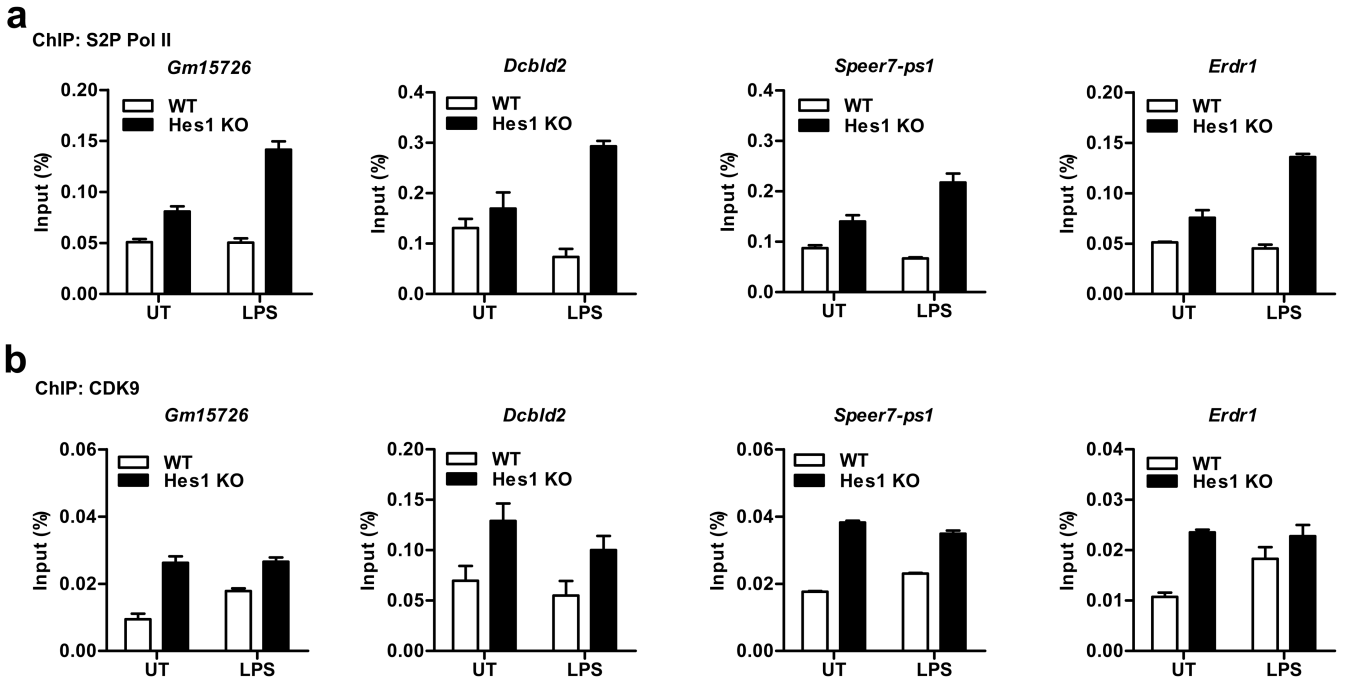 a
ChIP: S2P Pol II
Gm15726
Input (%)
0.20
0.15
0.10
0.05
0.00
WT
Hes1 KO
UT LPS
Dcbld2
Input (%)
0.4
0.3
0.2
0.1
0.0
WT
Hes1 KO
UT LPS
Speer7-ps1
Input (%)
0.4
0.3
0.2
0.1
0.0
WT
Hes1 KO
UT LPS
Erdr1
Input (%)
0.20
0.15
0.10
0.05
0.00
WT
Hes1 KO
UT LPS
b
ChIP: CDK9
Gm15726
Input (%)
0.06
0.04
0.02
0.00
WT
Hes1 KO
UT LPS
Dcbld2
Input (%)
0.20
0.15
0.10
0.05
0.00
WT
Hes1 KO
UT LPS
Speer7-ps1
Input (%)
0.06
0.04
0.02
0.00
WT
Hes1 KO
UT LPS
Erdr1
Input (%)
0.04
0.03
0.02
0.01
0.00
WT
Hes1 KO
UT LPS